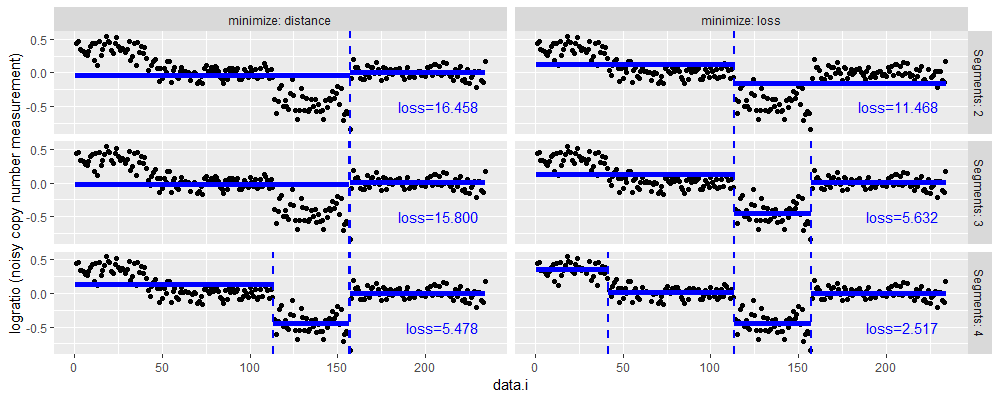 minimize: distance
minimize: loss
logratio (noisy copy number measurement)
0.5
0.0
-0.5
loss=16.458
loss=11.468
Segments: 2
0.5
0.0
-0.5
loss=15.800
loss=5.632
Segments: 3
0.5
0.0
-0.5
loss=5.478
loss=2.517
Segments: 4
0 50 100 150 200
0 50 100 150 200
data.i